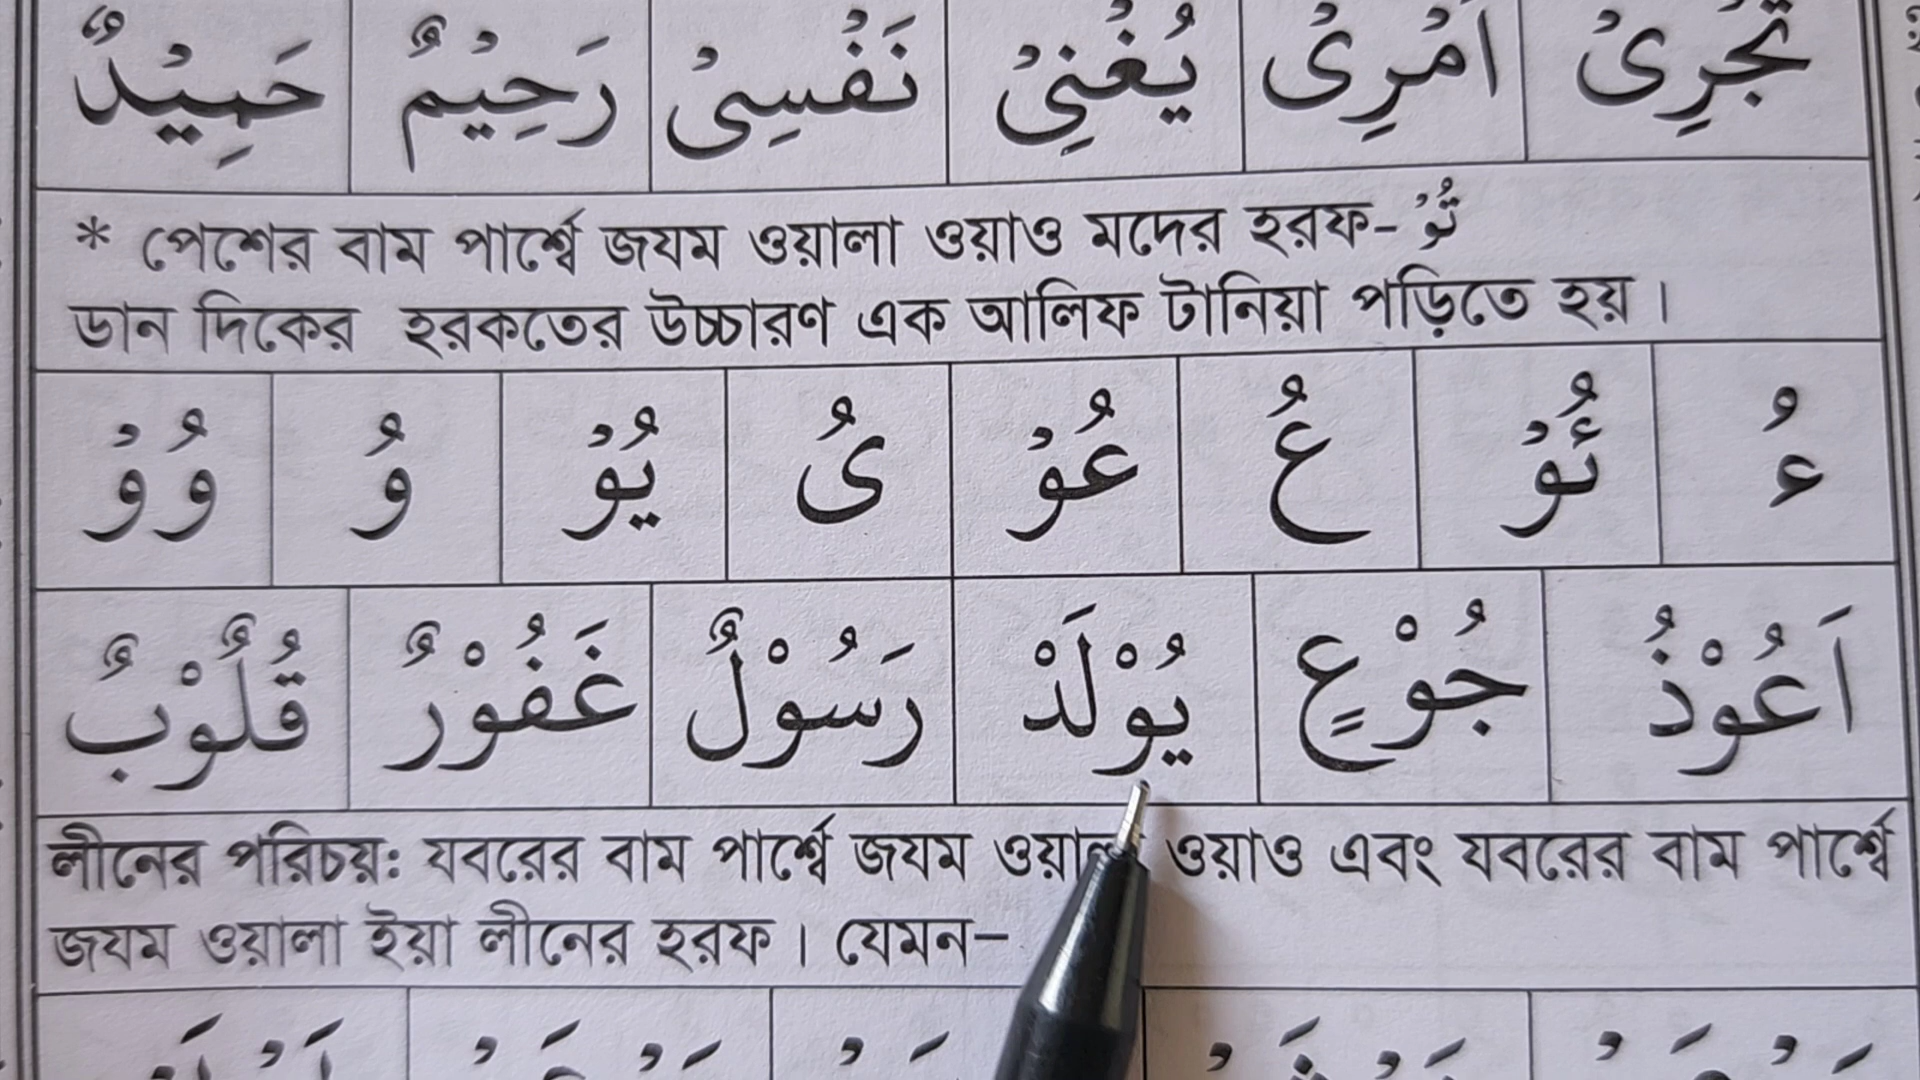 تَجْرِىْ اَمْرِىْ يُغْنِىْ نَفْسِىْ رَحِيْمٌ حَمِيْدٌ
* পেশের বাম পার্শ্বে জযম ওয়ালা ওয়াও মদের হরফ- تُوْ
ডান দিকের হরকতের উচ্চারণ এক আলিফ টানিয়া পড়িতে হয়।
ءُ ئُوْ عُ عُوْ ىُ يُوْ وُ وُوْ
اَعُوْذُ جُوْعٍ يُوْلَدْ رَسُوْلٌ غَفُوْرٌ قُلُوْبٌ
লীনের পরিচয়: যবরের বাম পার্শ্বে জযম ওয়ালা ওয়াও এবং যবরের বাম পার্শ্বে
জযম ওয়ালা ইয়া লীনের হরফ। যেমন-